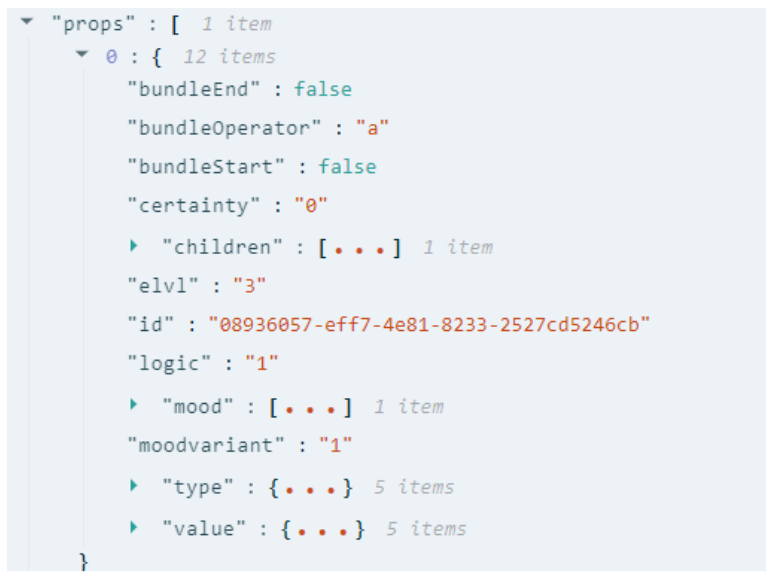 "props" : [ 1 item
0 : { 12 items
"bundleEnd" : false
"bundleOperator" : "a"
"bundleStart" : false
"certainty" : "0"
"children" : [...] 1 item
"elvl" : "3"
"id" : "08936057-eff7-4e81-8233-2527cd5246cb"
"logic" : "1"
"mood" : [...] 1 item
"moodvariant" : "1"
"type" : {...} 5 items
"value" : {...} 5 items
}